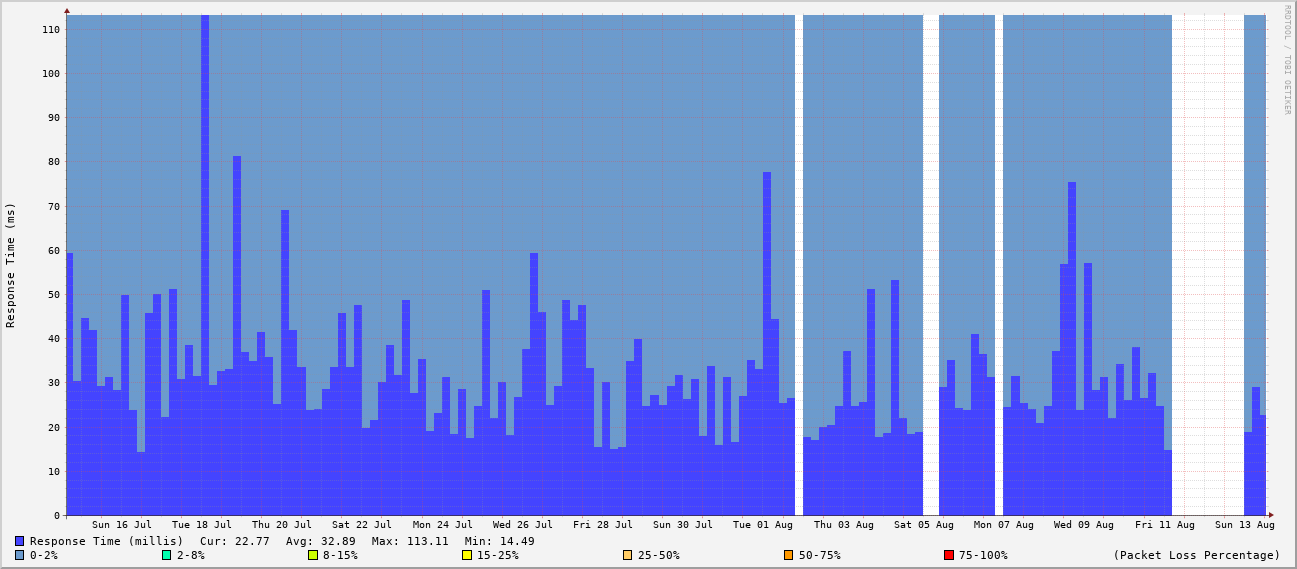 RRDTOOL / TOBI OETIKER
Response Time (ms)
110
100
90
80
70
60
50
40
30
20
10
0
Sun 16 Jul Tue 18 Jul Thu 20 Jul Sat 22 Jul Mon 24 Jul Wed 26 Jul Fri 28 Jul Sun 30 Jul Tue 01 Aug Thu 03 Aug Sat 05 Aug Mon 07 Aug Wed 09 Aug Fri 11 Aug Sun 13 Aug
Response Time (millis) Cur: 22.77 Avg: 32.89 Max: 113.11 Min: 14.49
0-2% 2-8% 8-15% 15-25% 25-50% 50-75% 75-100% (Packet Loss Percentage)